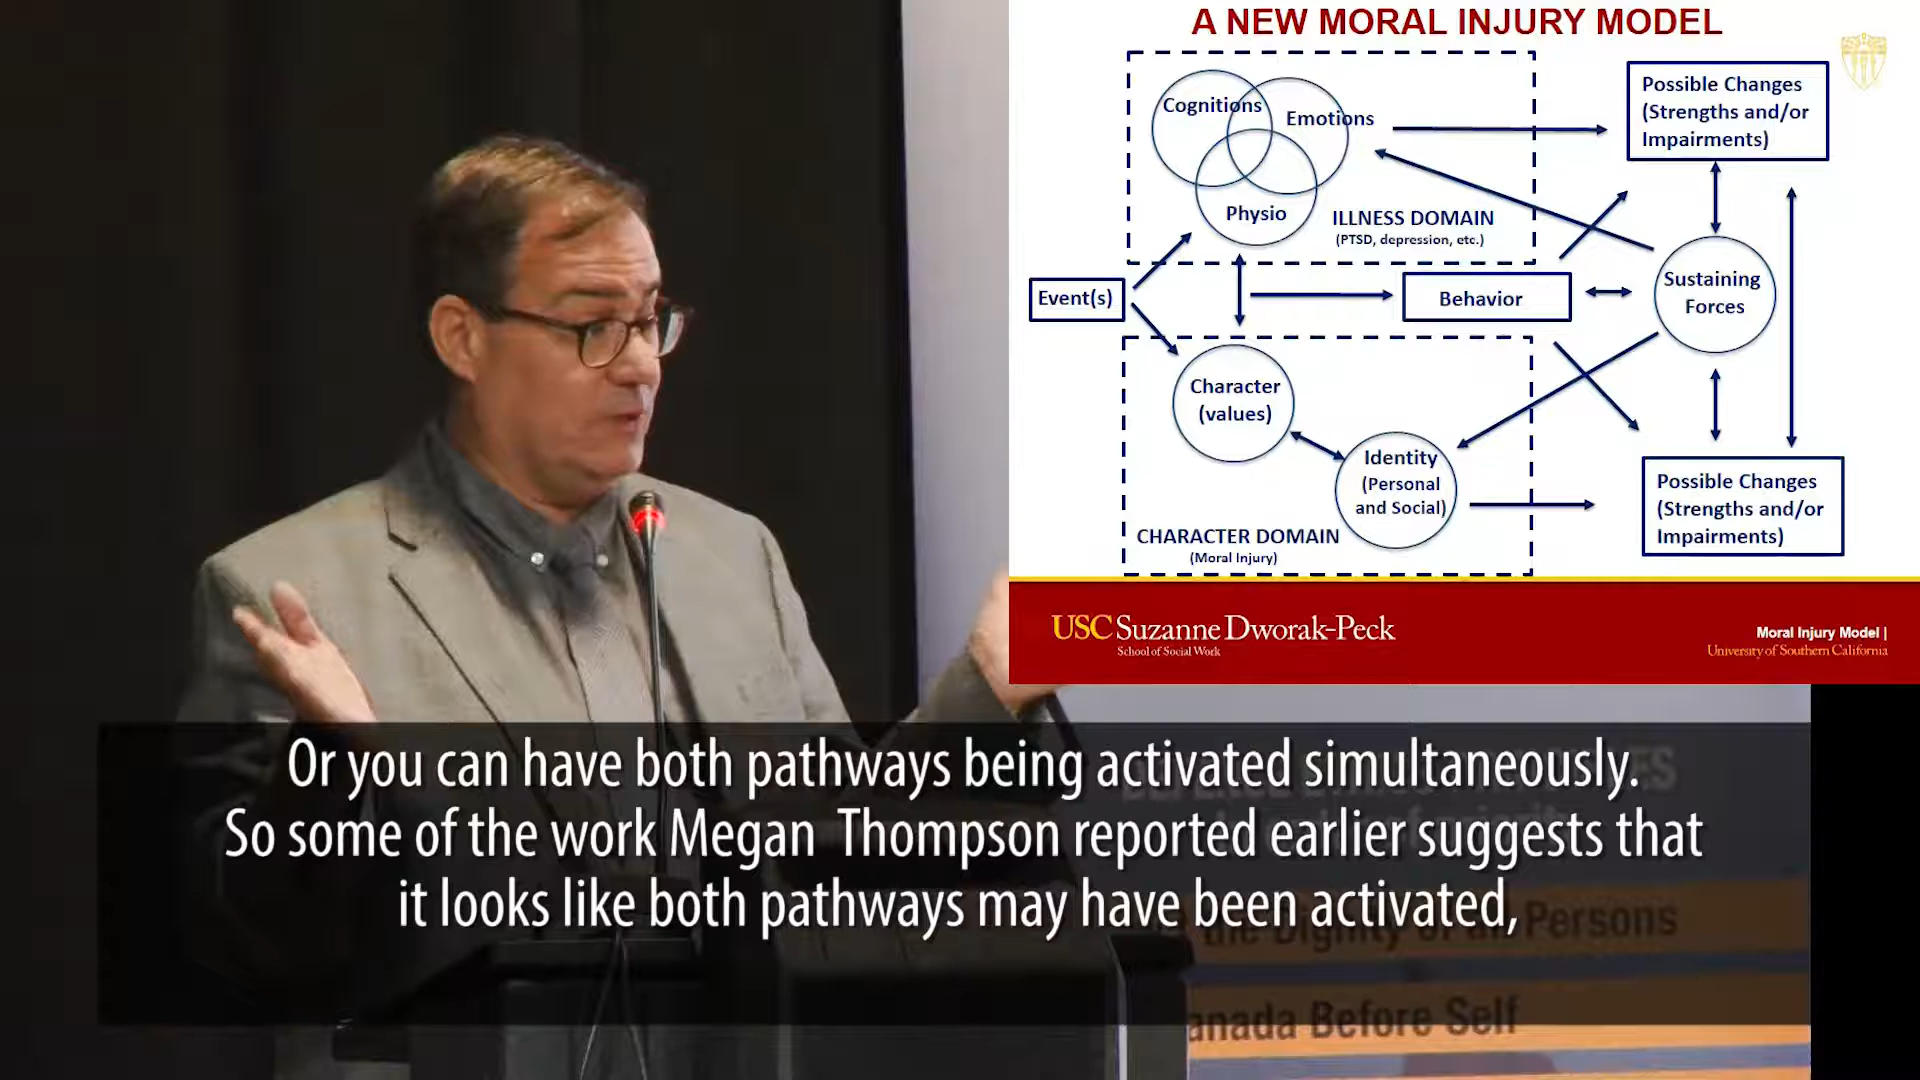 A NEW MORAL INJURY MODEL
Cognitions
Emotions
Physio
ILLNESS DOMAIN
(PTSD, depression, etc.)
Possible Changes
(Strengths and/or
Impairments)
Event(s)
Behavior
Sustaining
Forces
Character
(values)
Identity
(Personal
and Social)
CHARACTER DOMAIN
(Moral Injury)
Possible Changes
(Strengths and/or
Impairments)
USC Suzanne Dworak-Peck
School of Social Work
Moral Injury Model |
University of Southern California
Or you can have both pathways being activated simultaneously.
So some of the work Megan Thompson reported earlier suggests that
it looks like both pathways may have been activated,
the Dignity of all Persons
anada Before Self